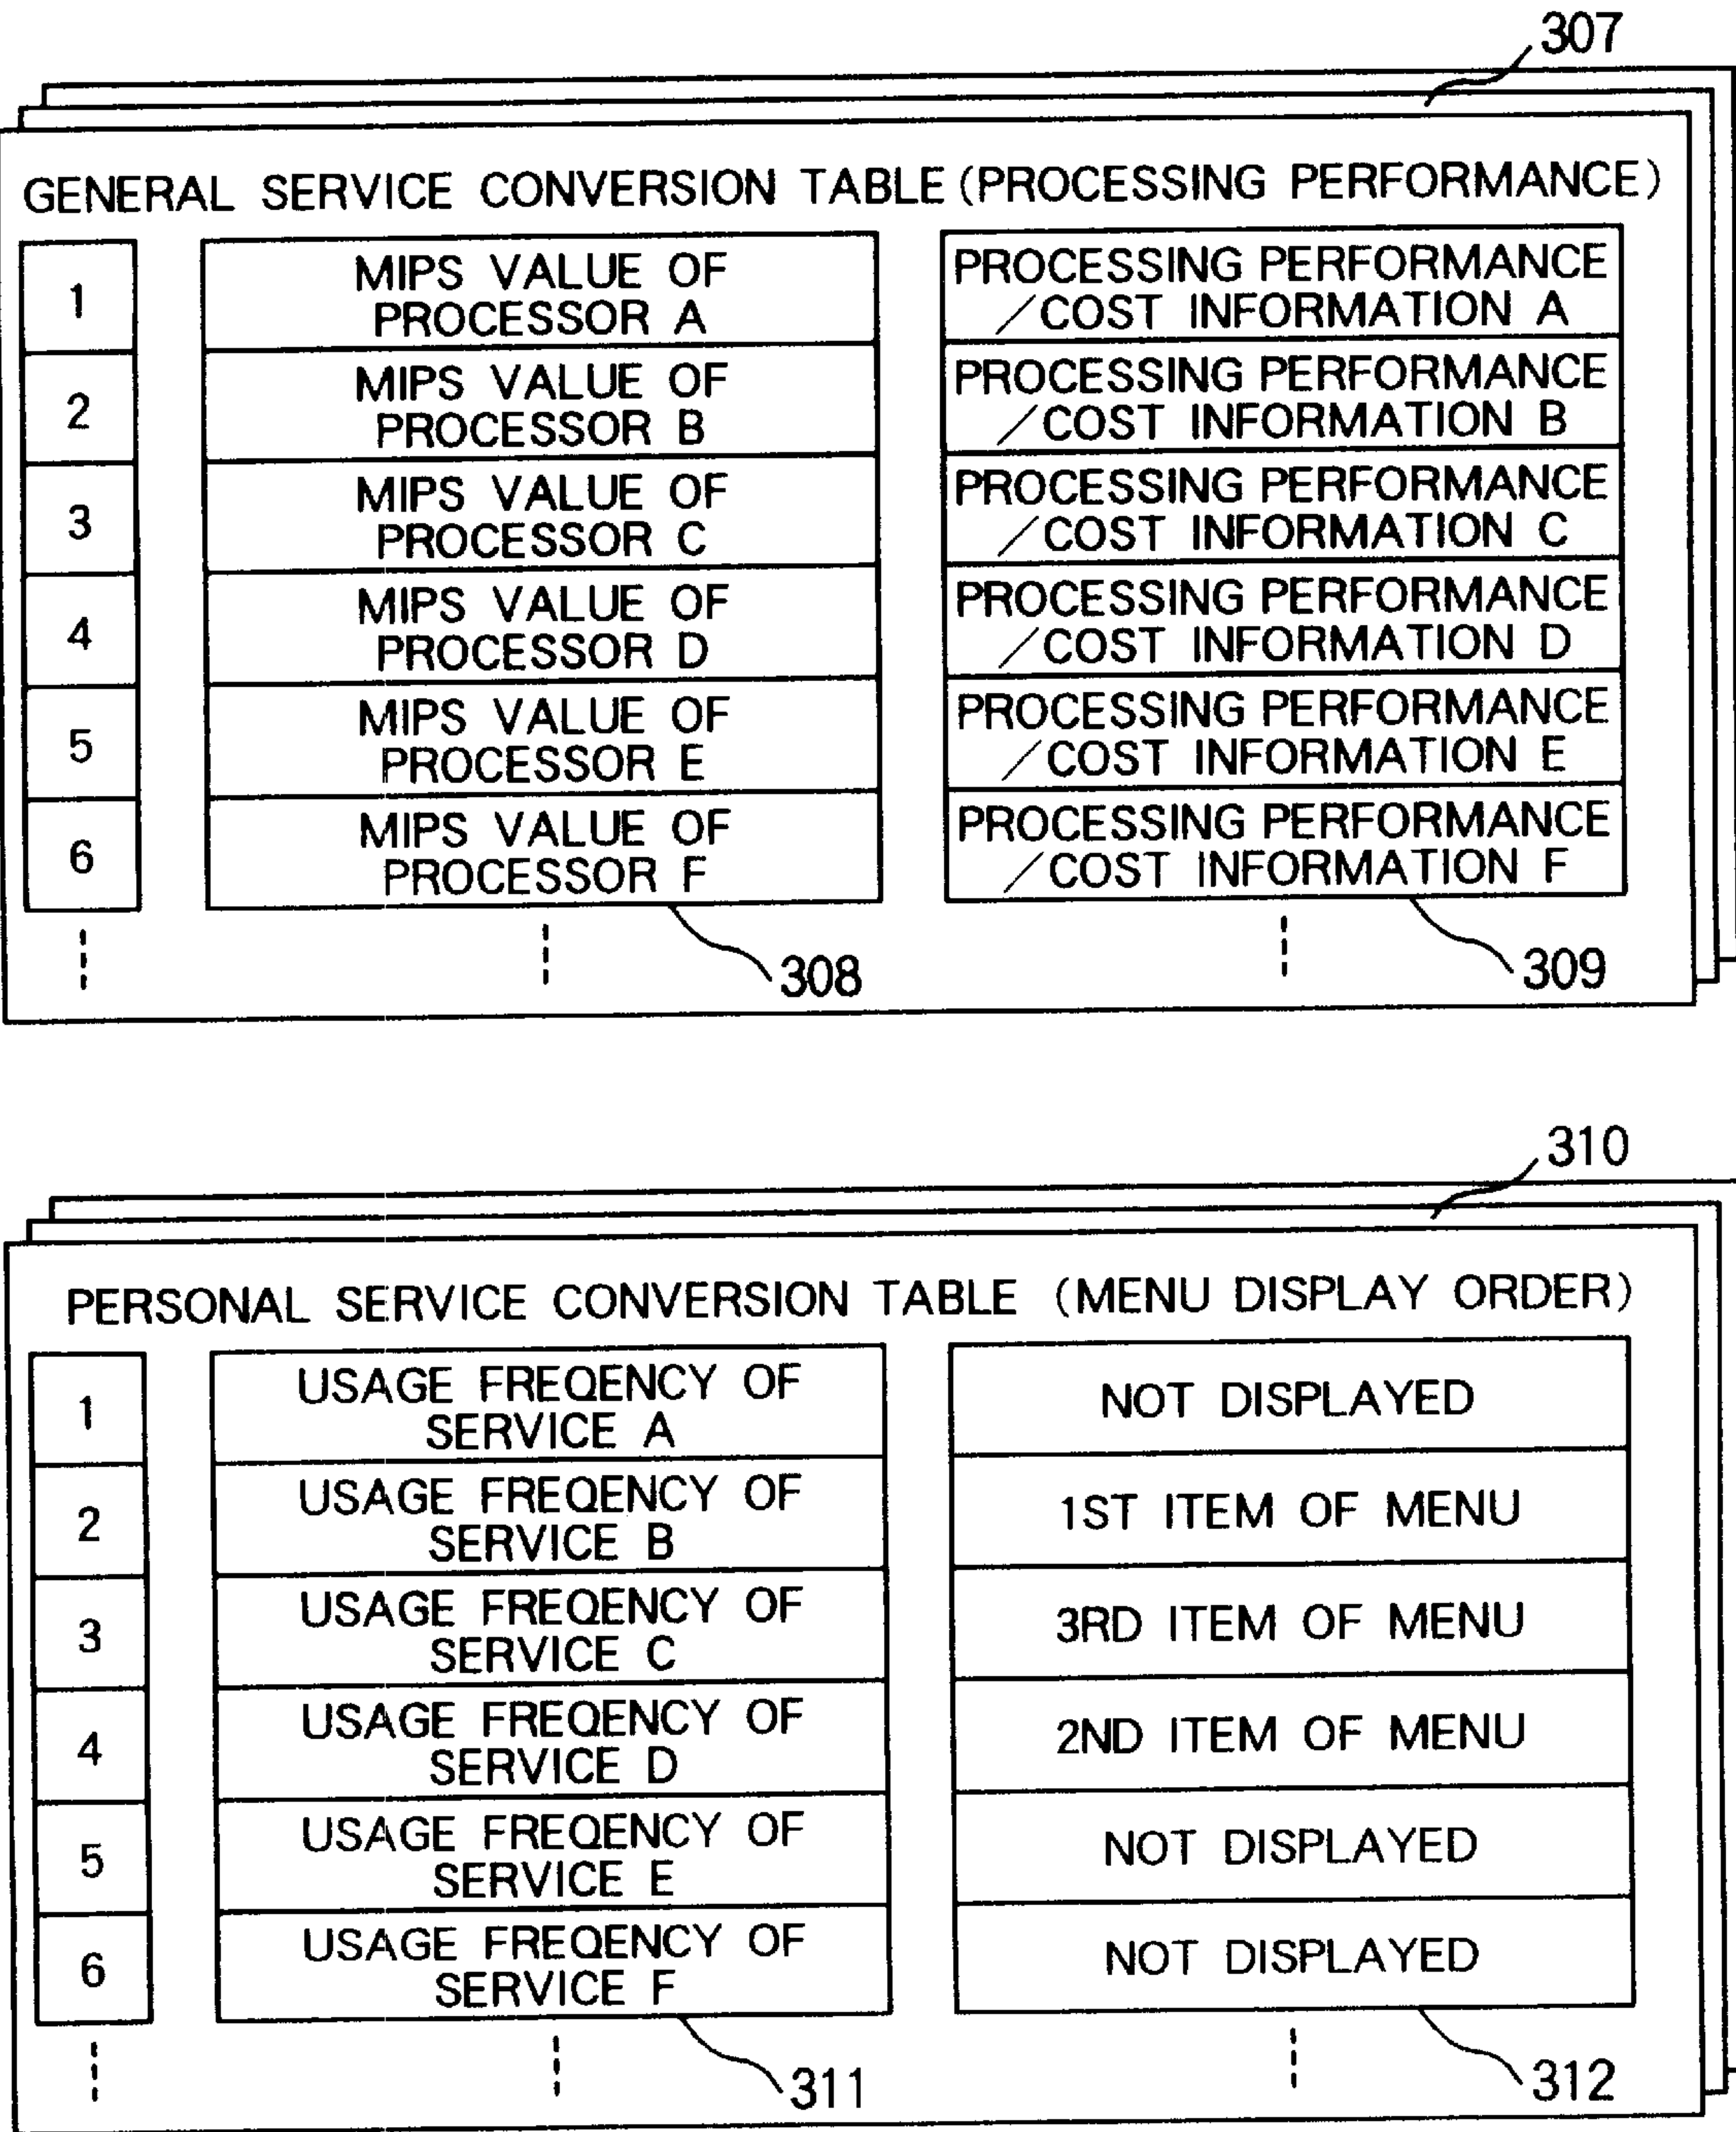 307
GENERAL SERVICE CONVERSION TABLE (PROCESSING PERFORMANCE)
1
MIPS VALUE OF
PROCESSOR A
PROCESSING PERFORMANCE
/COST INFORMATION A
2
MIPS VALUE OF
PROCESSOR B
PROCESSING PERFORMANCE
/COST INFORMATION B
3
MIPS VALUE OF
PROCESSOR C
PROCESSING PERFORMANCE
/COST INFORMATION C
4
MIPS VALUE OF
PROCESSOR D
PROCESSING PERFORMANCE
/COST INFORMATION D
5
MIPS VALUE OF
PROCESSOR E
PROCESSING PERFORMANCE
/COST INFORMATION E
6
MIPS VALUE OF
PROCESSOR F
PROCESSING PERFORMANCE
/COST INFORMATION F
308
309
310
PERSONAL SERVICE CONVERSION TABLE (MENU DISPLAY ORDER)
1
USAGE FREQENCY OF
SERVICE A
NOT DISPLAYED
2
USAGE FREQENCY OF
SERVICE B
1ST ITEM OF MENU
3
USAGE FREQENCY OF
SERVICE C
3RD ITEM OF MENU
4
USAGE FREQENCY OF
SERVICE D
2ND ITEM OF MENU
5
USAGE FREQENCY OF
SERVICE E
NOT DISPLAYED
6
USAGE FREQENCY OF
SERVICE F
NOT DISPLAYED
311
312